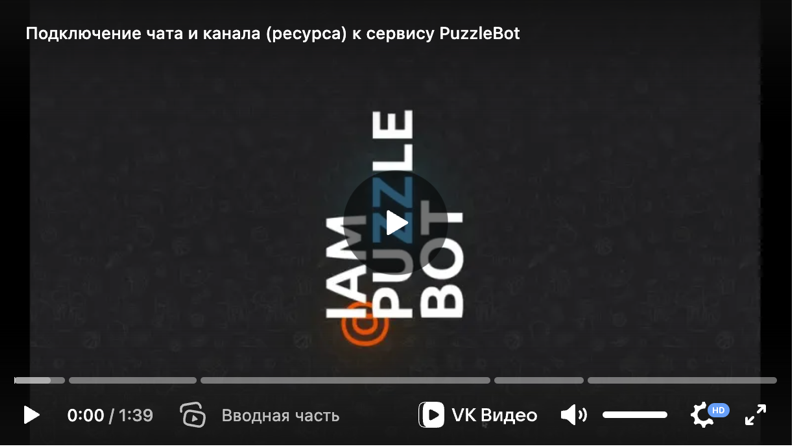 Подключение чата и канала (ресурса) к сервису PuzzleBot
IAM
PUZZLE
BOT
0:00 / 1:39
Вводная часть
VK Видео
HD